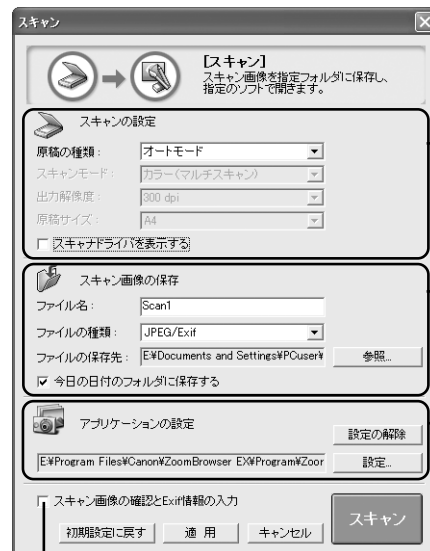 スキャン
[スキャン]
スキャン画像を指定フォルダに保存し、
指定のソフトで開きます。
スキャンの設定
原稿の種類： オートモード
スキャンモード： カラー(マルチスキャン)
出力解像度： 300 dpi
原稿サイズ： A4
スキャナドライバを表示する
スキャン画像の保存
ファイル名： Scan1
ファイルの種類： JPEG/Exif
ファイルの保存先： E:¥Documents and Settings¥PCuser¥ 参照...
今日の日付のフォルダに保存する
アプリケーションの設定
設定の解除
E:¥Program Files¥Canon¥ZoomBrowser EX¥Program¥Zoor 設定...
スキャン画像の確認とExif情報の入力
初期設定に戻す 適 用 キャンセル スキャン